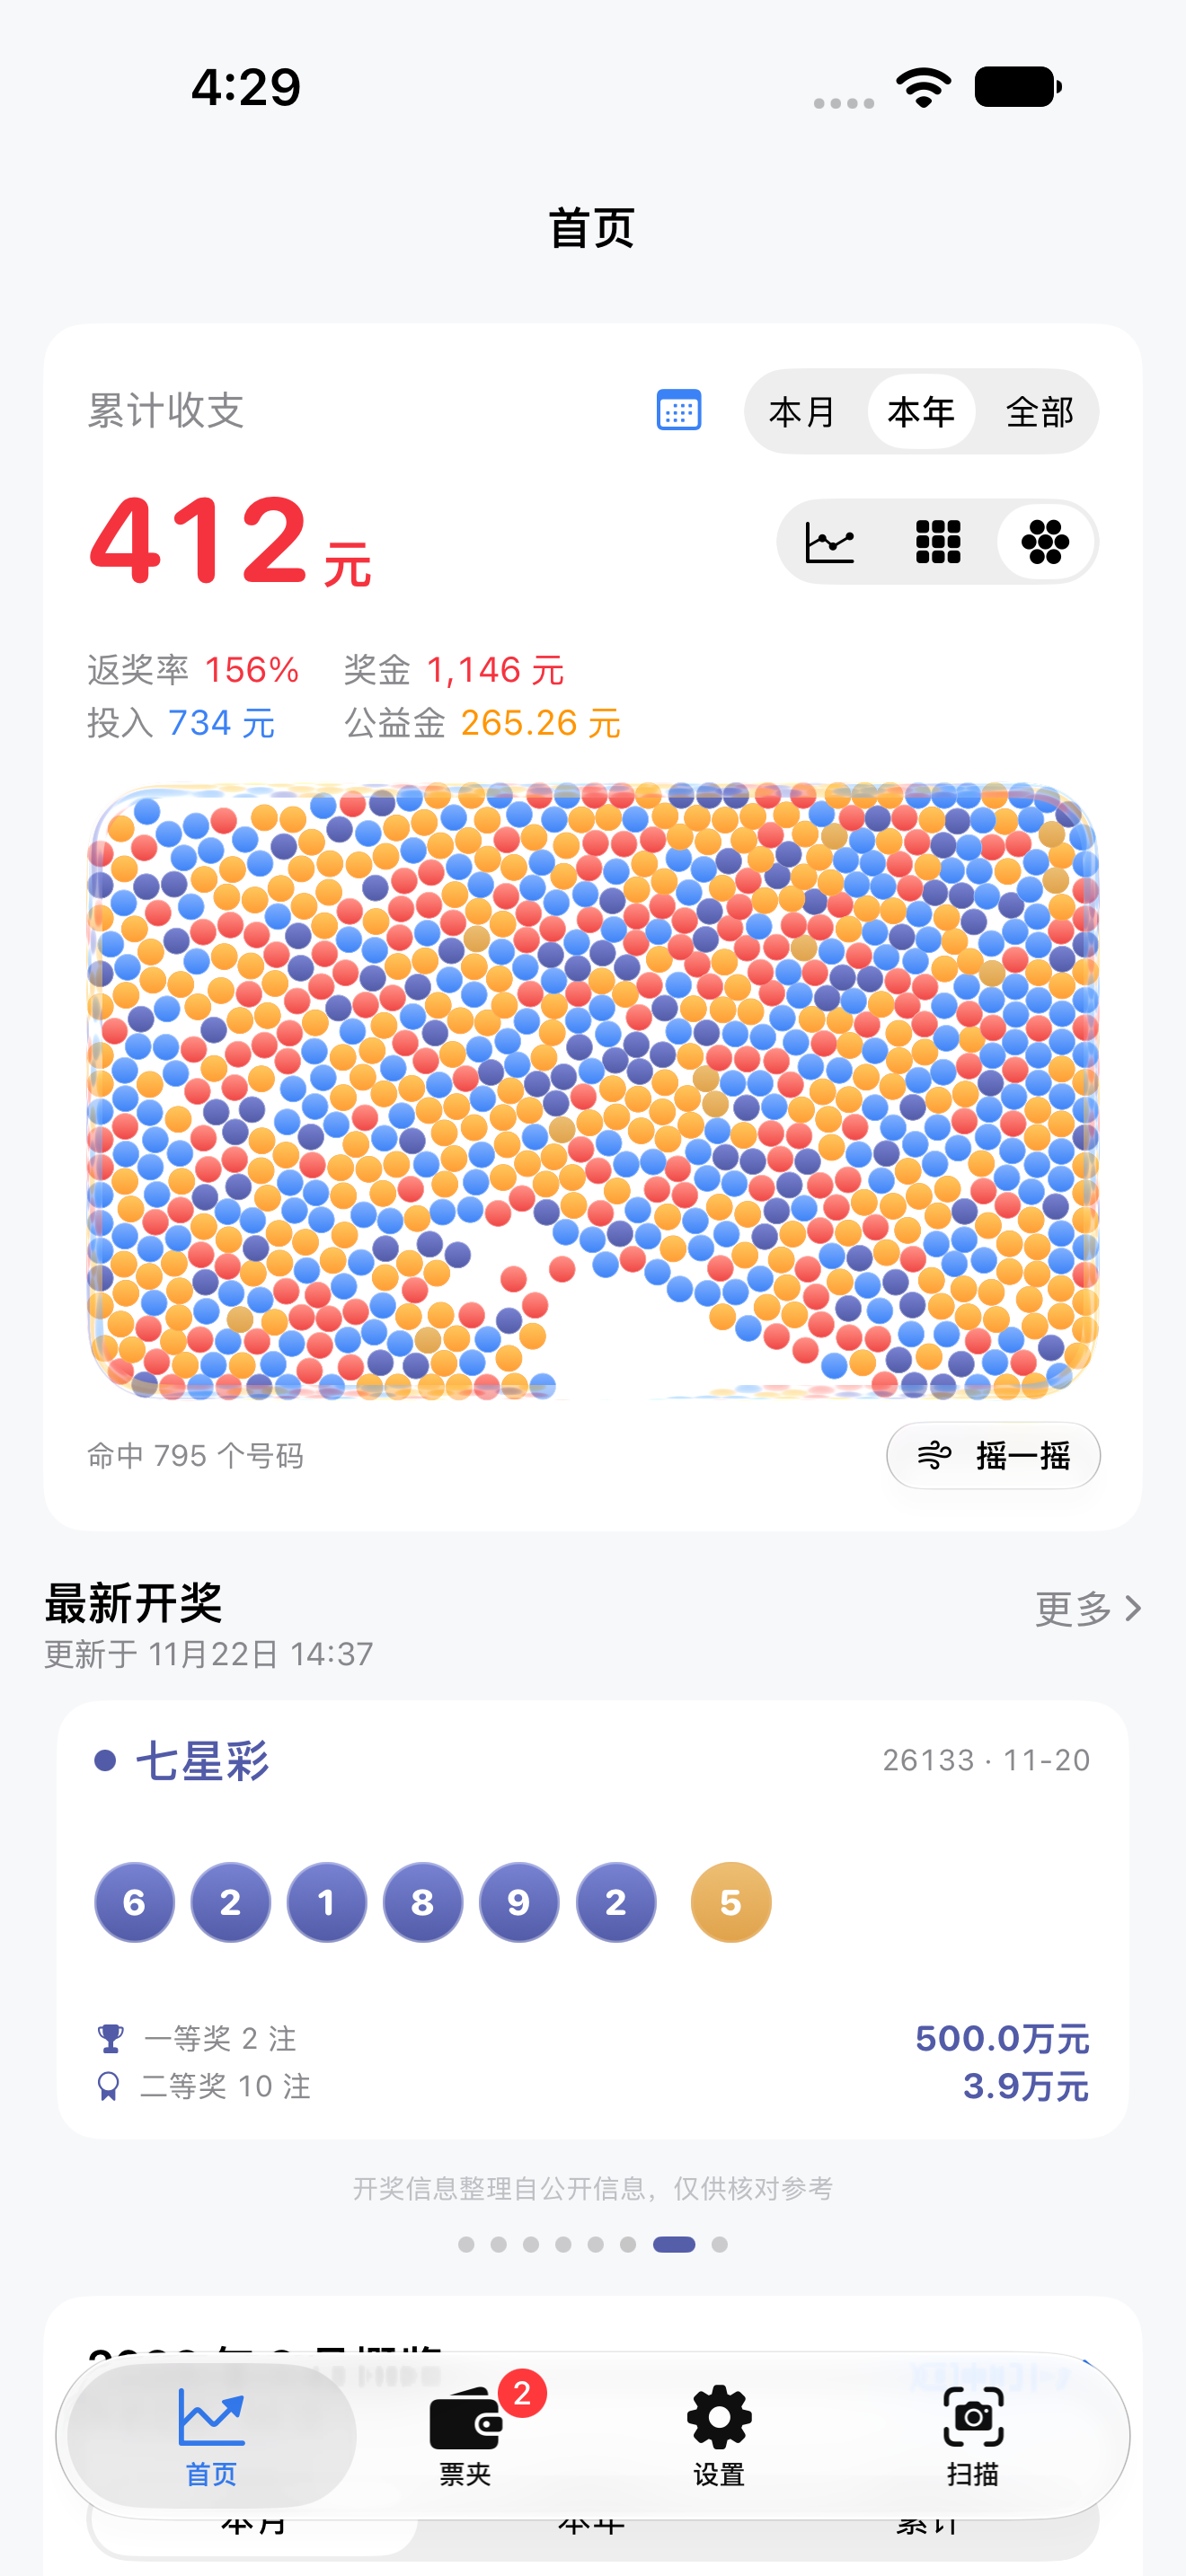 4:29
首页
累计收支
本月 本年 全部
412 元
返奖率 156% 奖金 1,146 元
投入 734 元 公益金 265.26 元
命中 795 个号码
摇一摇
最新开奖
更多
更新于 11月22日 14:37
七星彩
26133 · 11-20
6 2 1 8 9 2 5
一等奖 2 注 500.0万元
二等奖 10 注 3.9万元
开奖信息整理自公开信息，仅供核对参考
2
首页 票夹 设置 扫描
本月 本年 累计